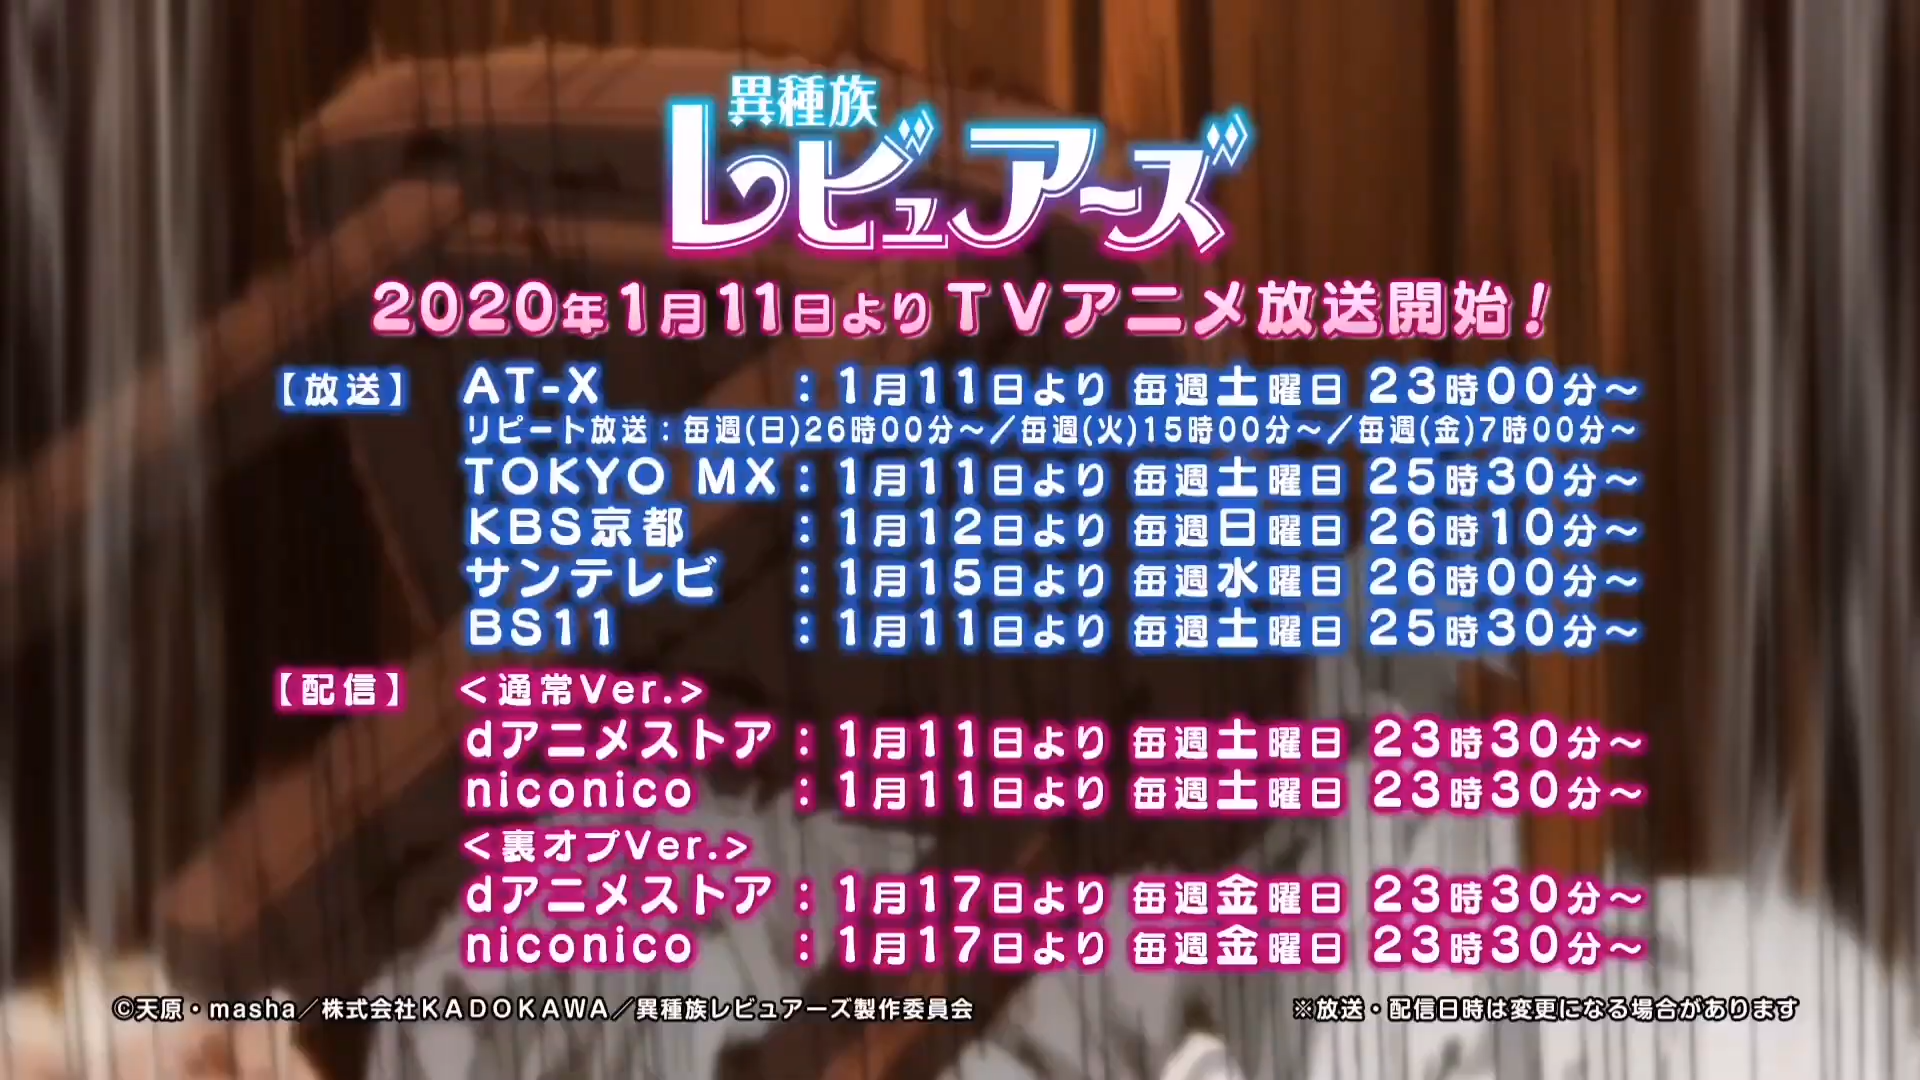 異種族
レビュアーズ
2020年1月11日よりTVアニメ放送開始!
【放送】 AT-X : 1月11日より 毎週土曜日 23時00分~
リピート放送:毎週(日)26時00分~/毎週(火)15時00分~/毎週(金)7時00分~
TOKYO MX : 1月11日より 毎週土曜日 25時30分~
KBS京都 : 1月12日より 毎週日曜日 26時10分~
サンテレビ : 1月15日より 毎週水曜日 26時00分~
BS11 : 1月11日より 毎週土曜日 25時30分~
【配信】 <通常Ver.>
dアニメストア : 1月11日より 毎週土曜日 23時30分~
niconico : 1月11日より 毎週土曜日 23時30分~
<裏オプVer.>
dアニメストア : 1月17日より 毎週金曜日 23時30分~
niconico : 1月17日より 毎週金曜日 23時30分~
©天原・masha/株式会社KADOKAWA/異種族レビュアーズ製作委員会
※放送・配信日時は変更になる場合があります